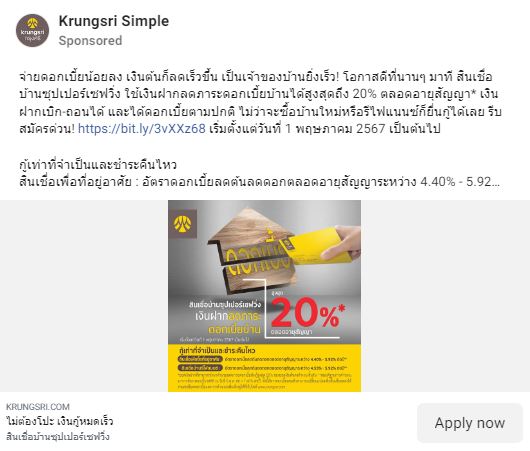 Krungsri Simple
Sponsored
krungsri
กรุงศรี
จ่ายดอกเบี้ยน้อยลง เงินต้นก็ลดเร็วขึ้น เป็นเจ้าของบ้านยิ่งเร็ว! โอกาสดีที่นานๆ มาที สินเชื่อ
บ้านซุปเปอร์เซฟวิ่ง ใช้เงินฝากลดภาระดอกเบี้ยบ้านได้สูงสุดถึง 20% ตลอดอายุสัญญา* เงิน
ฝากเบิก-ถอนได้ และได้ดอกเบี้ยตามปกติ ไม่ว่าจะซื้อบ้านใหม่หรือรีไฟแนนซ์ก็ยื่นกู้ได้เลย รีบ
สมัครด่วน! https://bit.ly/3vXXz68 เริ่มตั้งแต่วันที่ 1 พฤษภาคม 2567 เป็นต้นไป
กู้เท่าที่จำเป็นและชำระคืนไหว
สินเชื่อเพื่อที่อยู่อาศัย : อัตราดอกเบี้ยลดต้นลดดอกตลอดอายุสัญญาระหว่าง 4.40% - 5.92...
ดอกเบี้ย
สินเชื่อบ้านซุปเปอร์เซฟวิ่ง
เงินฝากลดภาระ
ดอกเบี้ยบ้าน
สูงสุด
20%*
ตลอดอายุสัญญา
กู้เท่าที่จำเป็นและชำระคืนไหว
KRUNGSRI.COM
ไม่ต้องโปะ เงินกู้หมดเร็ว
สินเชื่อบ้านซุปเปอร์เซฟวิ่ง
Apply now